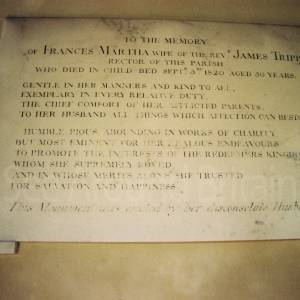 TO THE MEMORY
OF FRANCES MARTHA WIFE OF THE REVD JAMES TRIPP
RECTOR OF THIS PARISH
WHO DIED IN CHILD-BED SEPTR 3RD 1820 AGED 30 YEARS.
GENTLE IN HER MANNERS AND KIND TO ALL,
EXEMPLARY IN EVERY RELATIVE DUTY;
THE CHIEF COMFORT OF HER AFFLICTED PARENTS,
TO HER HUSBAND ALL THINGS WHICH AFFECTION CAN
HUMBLE, PIOUS, ABOUNDING IN WORKS OF CHARITY,
BUT MOST EMINENT FOR HER ZEALOUS ENDEAVOURS
TO PROMOTE THE INTERESTS OF THE REDEEMERS KINGDOM
WHOM SHE SUPREMELY LOVED
AND IN WHOSE MERITS ALONE SHE TRUSTED
FOR SALVATION AND HAPPINESS.
This Monument was erected by her disconsolate